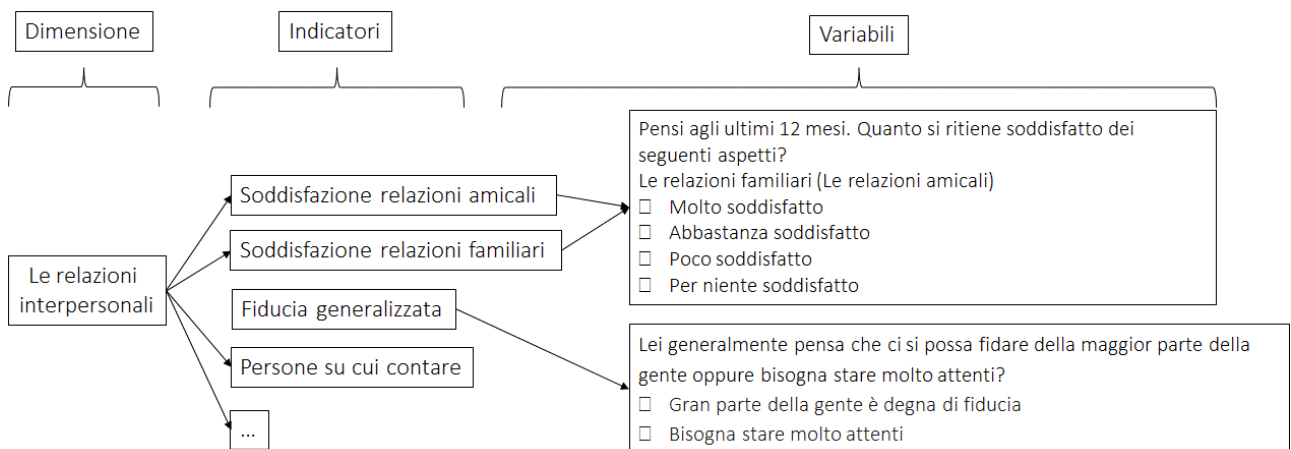 Dimensione
Indicatori
Variabili
Le relazioni
interpersonali
Soddisfazione relazioni amicali
Soddisfazione relazioni familiari
Fiducia generalizzata
Persone su cui contare
...
Pensi agli ultimi 12 mesi. Quanto si ritiene soddisfatto dei
seguenti aspetti?
Le relazioni familiari (Le relazioni amicali)
□ Molto soddisfatto
□ Abbastanza soddisfatto
□ Poco soddisfatto
□ Per niente soddisfatto
Lei generalmente pensa che ci si possa fidare della maggior parte della
gente oppure bisogna stare molto attenti?
□ Gran parte della gente è degna di fiducia
□ Bisogna stare molto attenti